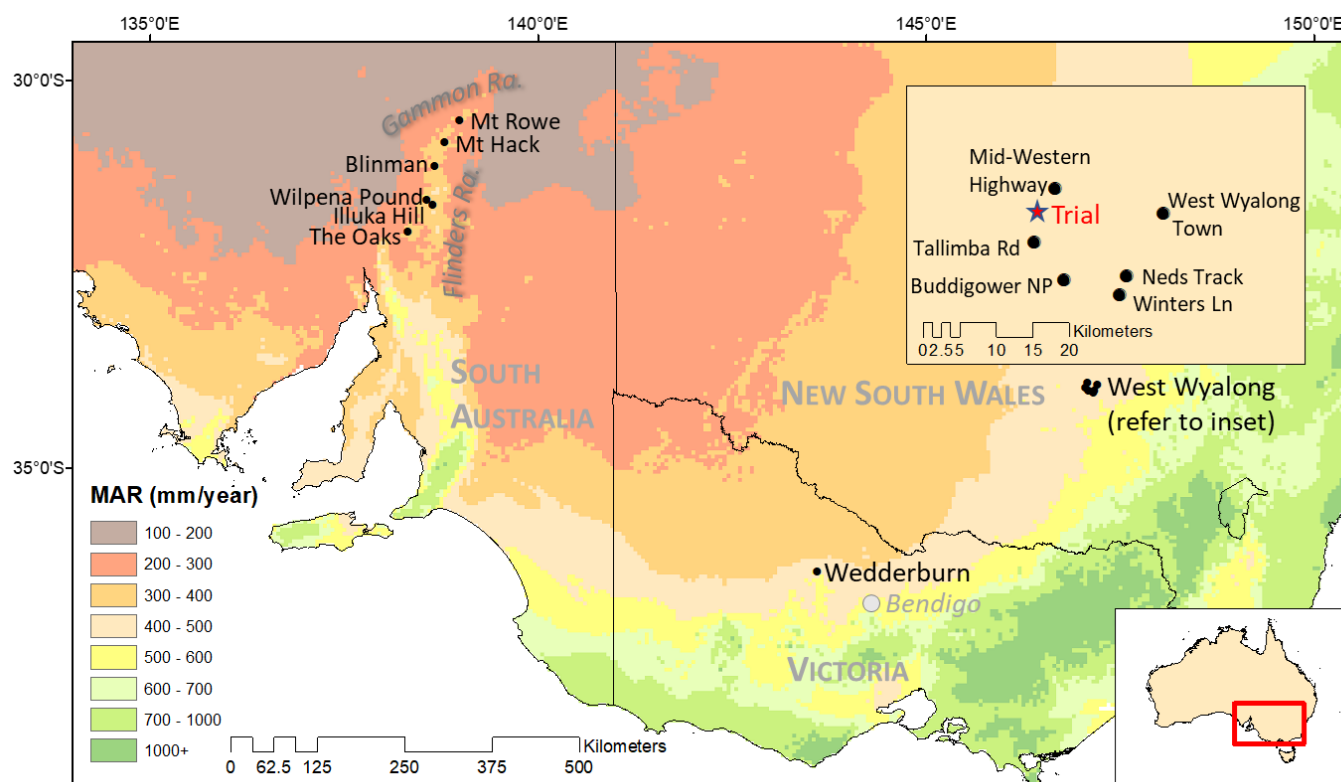 135°0'E
140°0'E
145°0'E
150°0'E
30°0'S
35°0'S
Gammon Ra.
Mt Rowe
Mt Hack
Blinman
Wilpena Pound
Illuka Hill
The Oaks
Flinders Ra.
SOUTH
AUSTRALIA
NEW SOUTH WALES
Mid-Western
Highway
Trial
West Wyalong
Town
Tallimba Rd
Buddigower NP
Neds Track
Winters Ln
Kilometers
02.55 10 15 20
West Wyalong
(refer to inset)
Wedderburn
Bendigo
VICTORIA
MAR (mm/year)
100 - 200
200 - 300
300 - 400
400 - 500
500 - 600
600 - 700
700 - 1000
1000+
Kilometers
0 62.5 125 250 375 500